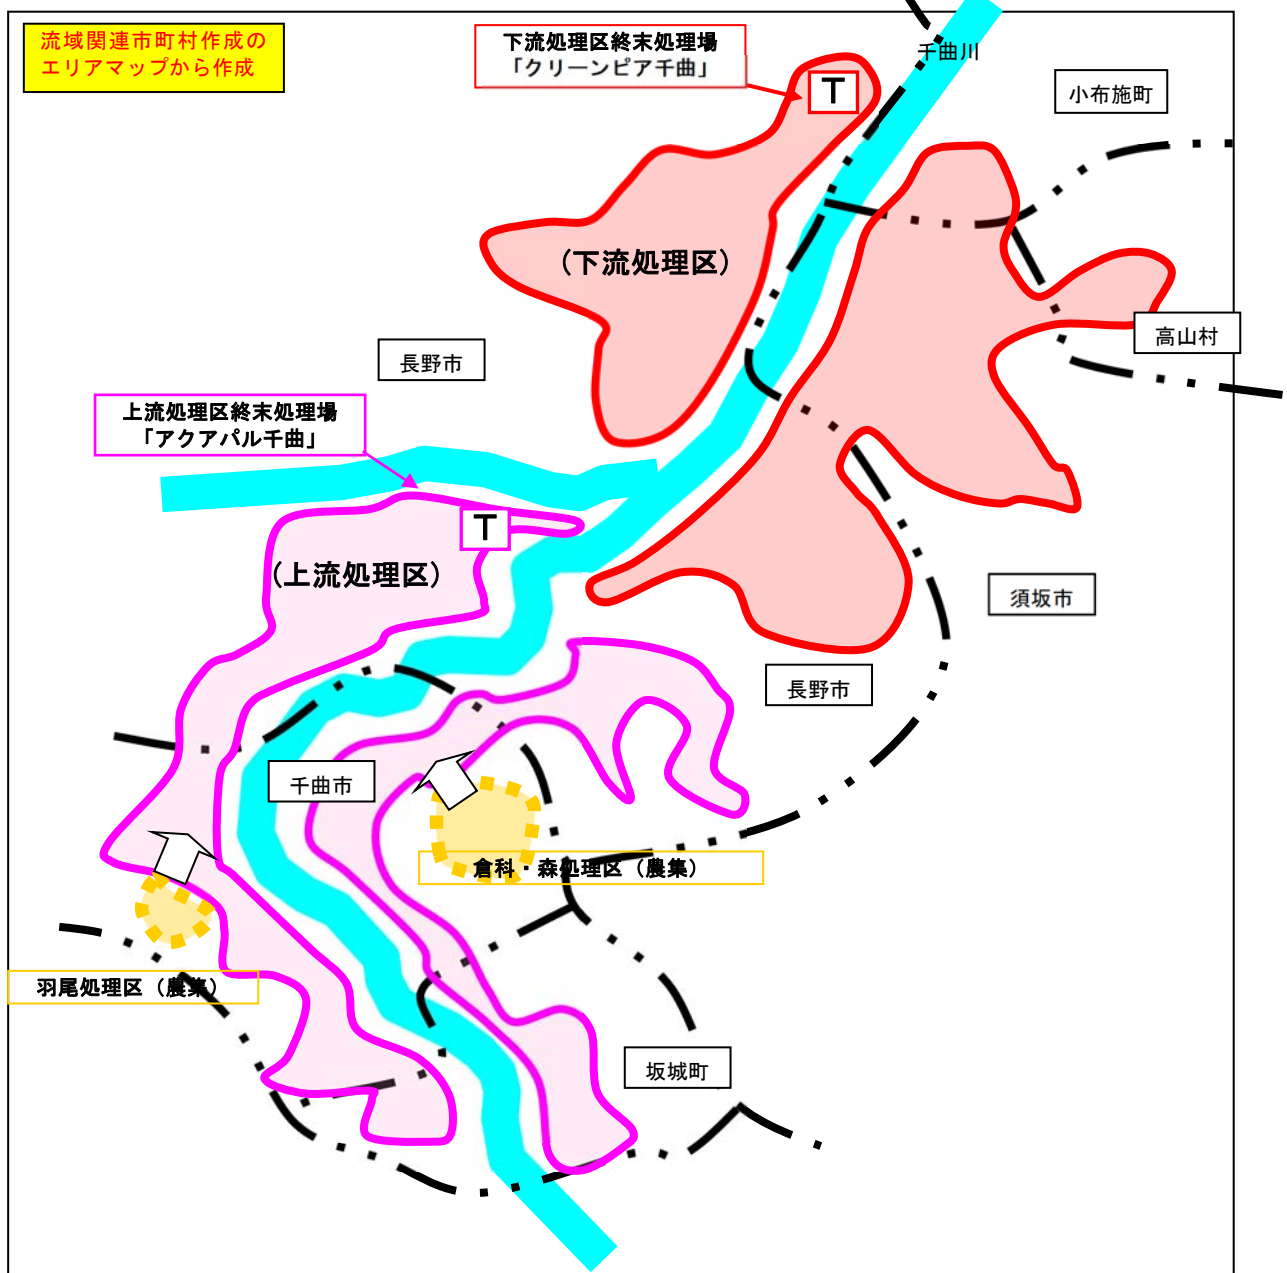 流域関連市町村作成の
エリアマップから作成
下流処理区終末処理場
「クリーンピア千曲」
T
千曲川
小布施町
(下流処理区)
高山村
長野市
上流処理区終末処理場
「アクアパル千曲」
T
(上流処理区)
須坂市
長野市
千曲市
倉科・森処理区（農集）
羽尾処理区（農集）
坂城町